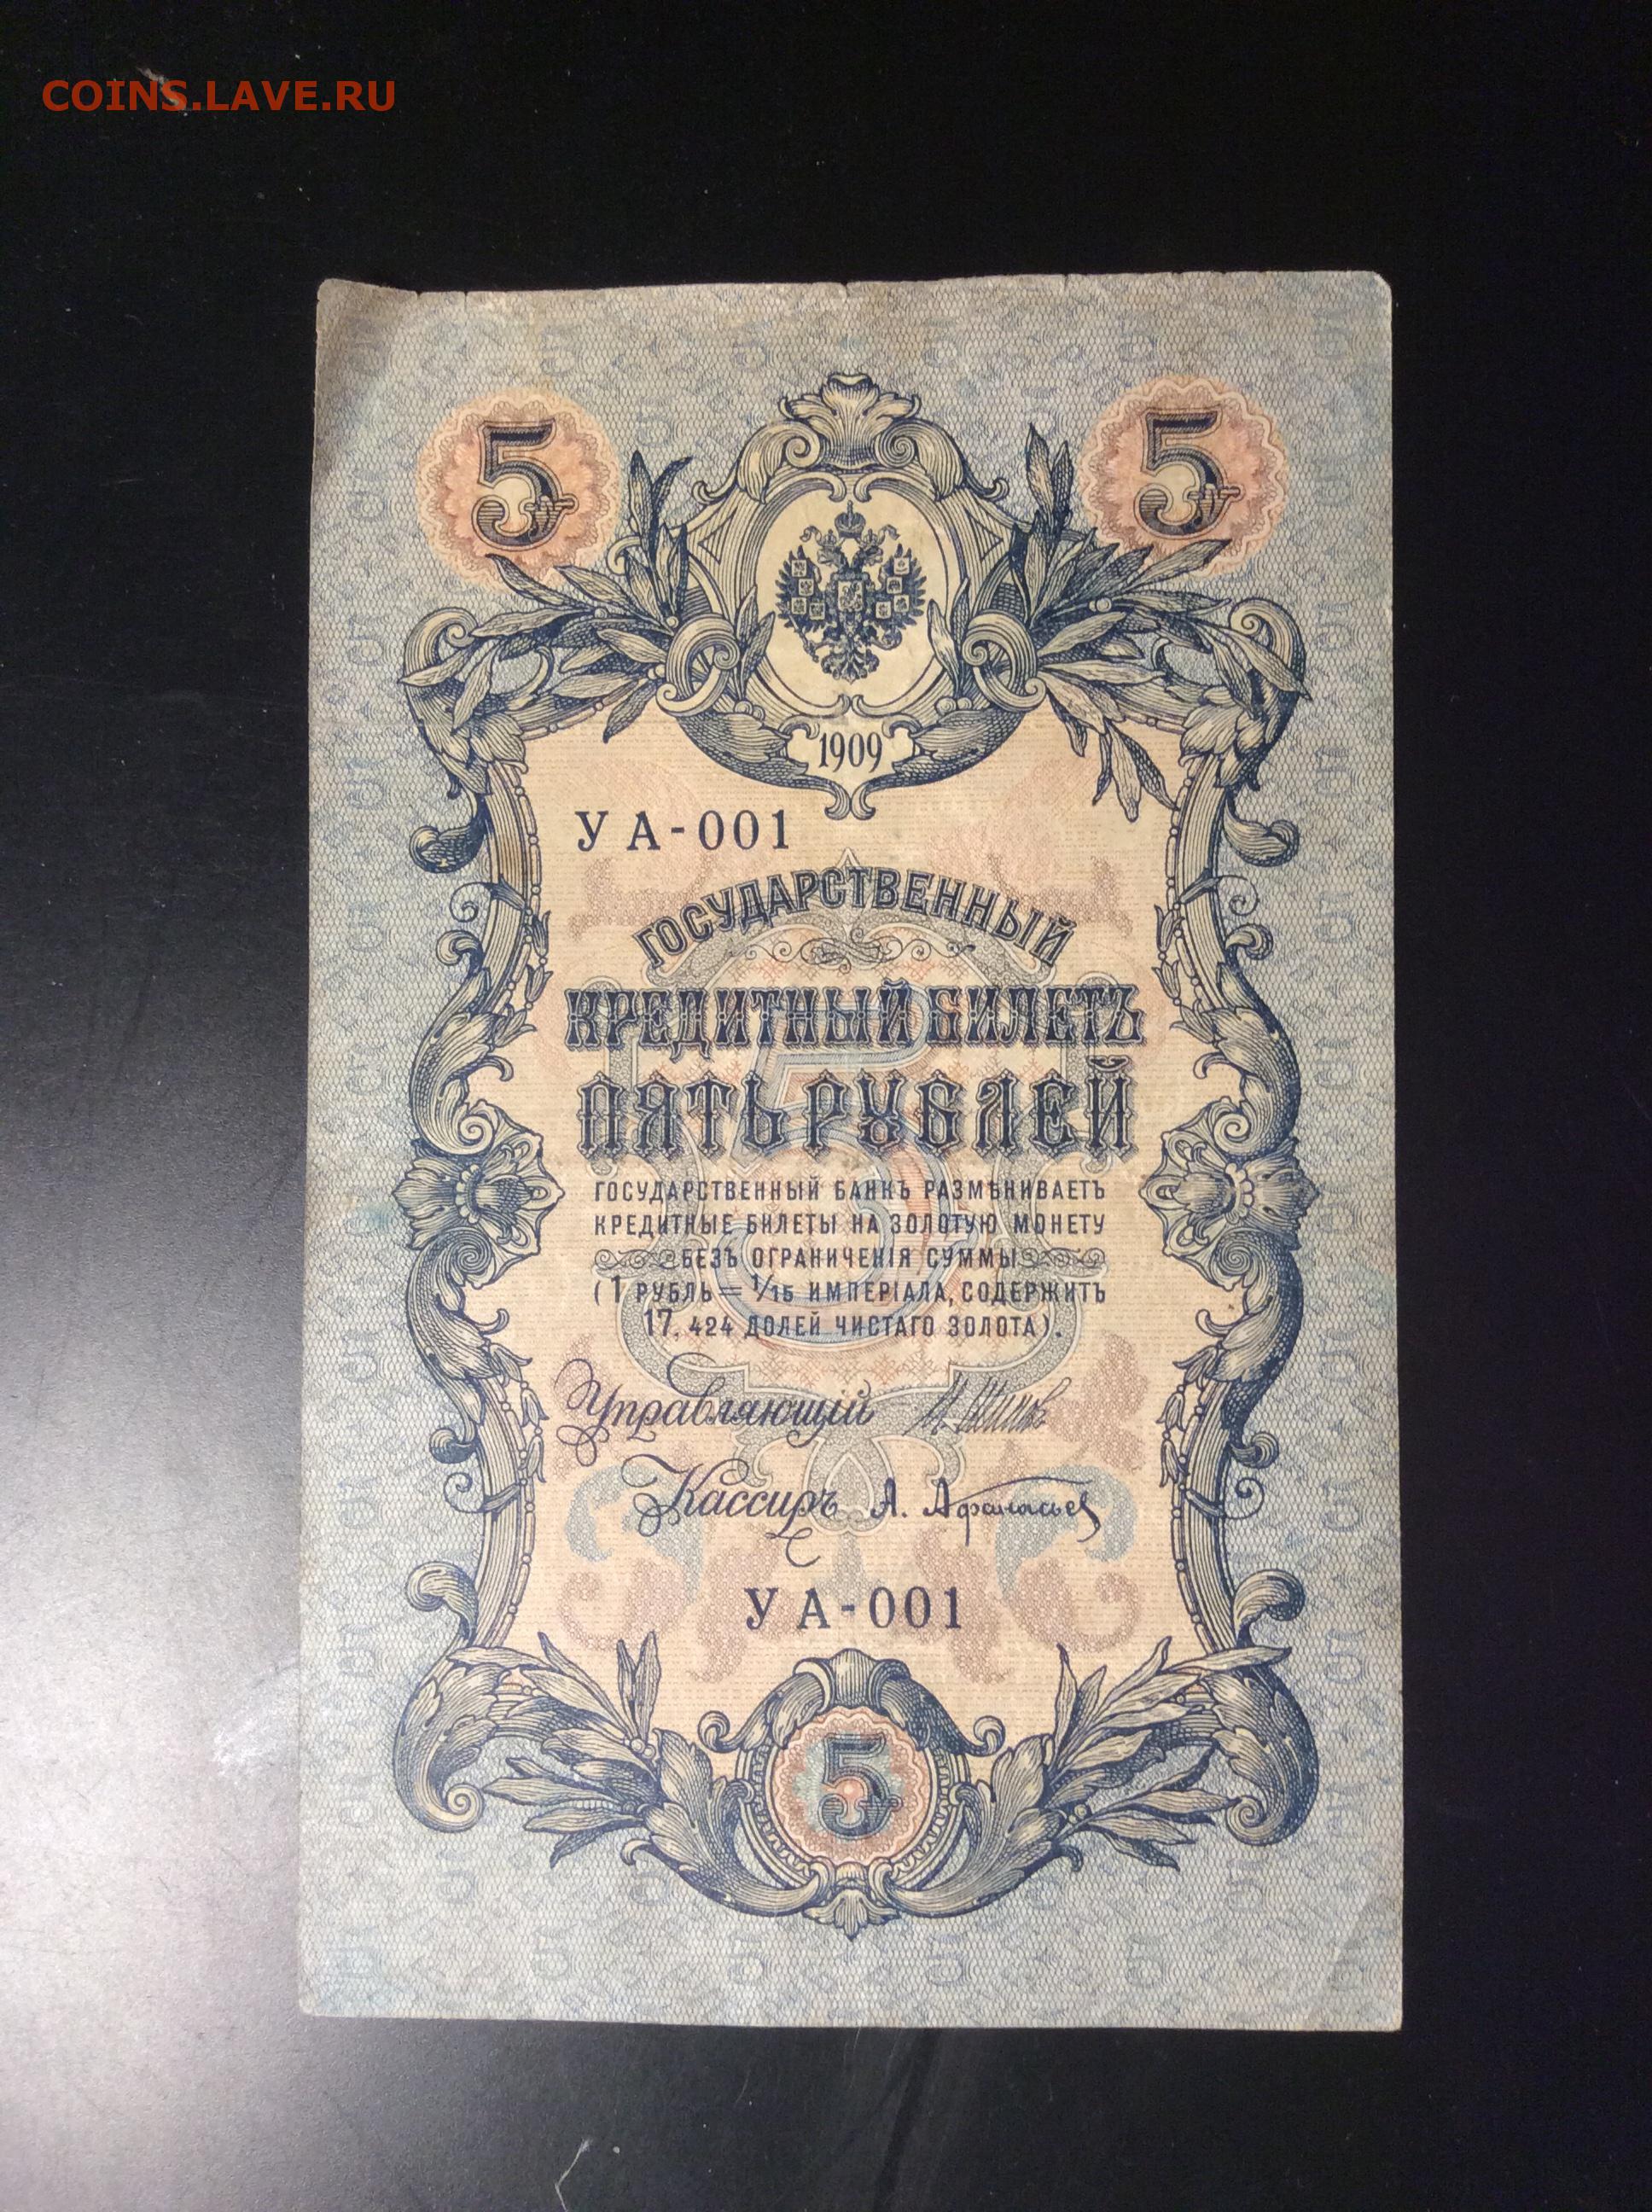 COINS.LAVE.RU
5 5
1909
УА-001
ГОСУДАРСТВЕННЫЙ
КРЕДИТНЫЙ БИЛЕТЪ
ПЯТЬ РУБЛЕЙ
ГОСУДАРСТВЕННЫЙ БАНКЪ РАЗМѢНИВАЕТЪ
КРЕДИТНЫЕ БИЛЕТЫ НА ЗОЛОТУЮ МОНЕТУ
БЕЗЪ ОГРАНИЧЕНІЯ СУММЫ
(1 РУБЛЬ = 1/15 ИМПЕРІАЛА, СОДЕРЖИТЪ
17, 424 ДОЛЕЙ ЧИСТАГО ЗОЛОТА).
Управляющій И. Шипов
Кассиръ А. Афанасьев
УА-001
5